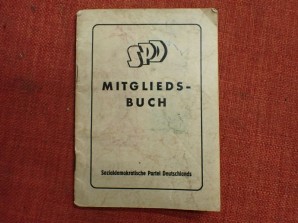 SPD
MITGLIEDS-
BUCH
Sozialdemokratische Partei Deutschlands